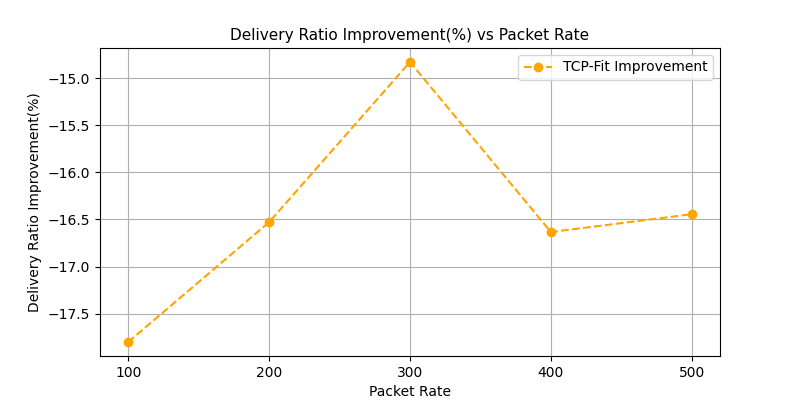 Delivery Ratio Improvement(%) vs Packet Rate
TCP-Fit Improvement
Delivery Ratio Improvement(%)
−15.0
−15.5
−16.0
−16.5
−17.0
−17.5
100 200 300 400 500
Packet Rate